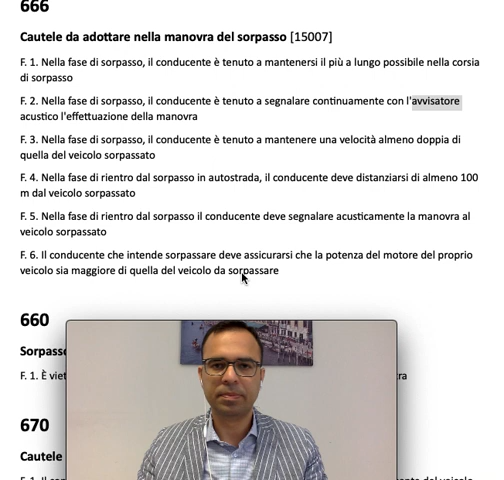 666
Cautele da adottare nella manovra del sorpasso [15007]
F. 1. Nella fase di sorpasso, il conducente è tenuto a mantenersi il più a lungo possibile nella corsia
di sorpasso
F. 2. Nella fase di sorpasso, il conducente è tenuto a segnalare continuamente con l'avvisatore
acustico l'effettuazione della manovra
F. 3. Nella fase di sorpasso, il conducente è tenuto a mantenere una velocità almeno doppia di
quella del veicolo sorpassato
F. 4. Nella fase di rientro dal sorpasso in autostrada, il conducente deve distanziarsi di almeno 100
m dal veicolo sorpassato
F. 5. Nella fase di rientro dal sorpasso il conducente deve segnalare acusticamente la manovra al
veicolo sorpassato
F. 6. Il conducente che intende sorpassare deve assicurarsi che la potenza del motore del proprio
veicolo sia maggiore di quella del veicolo da sorpassare
660
Sorpass
F. 1. È viet
670
Cautele